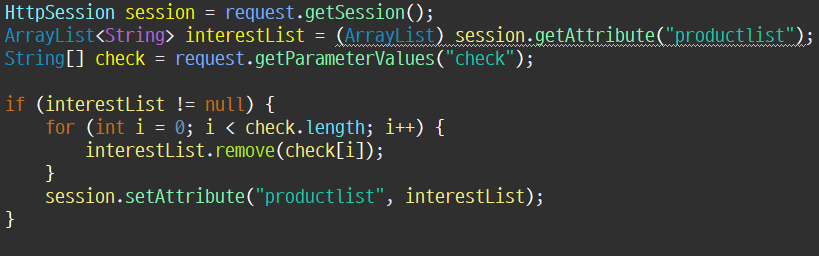 HttpSession session = request.getSession();
ArrayList<String> interestList = (ArrayList) session.getAttribute("productlist");
String[] check = request.getParameterValues("check");
if (interestList != null) {
for (int i = 0; i < check.length; i++) {
interestList.remove(check[i]);
}
session.setAttribute("productlist", interestList);
}